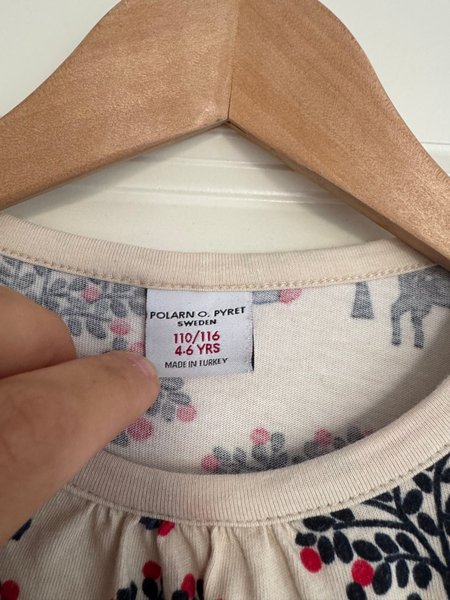 POLARN O. PYRET
SWEDEN
110/116
4-6 YRS
MADE IN TURKEY